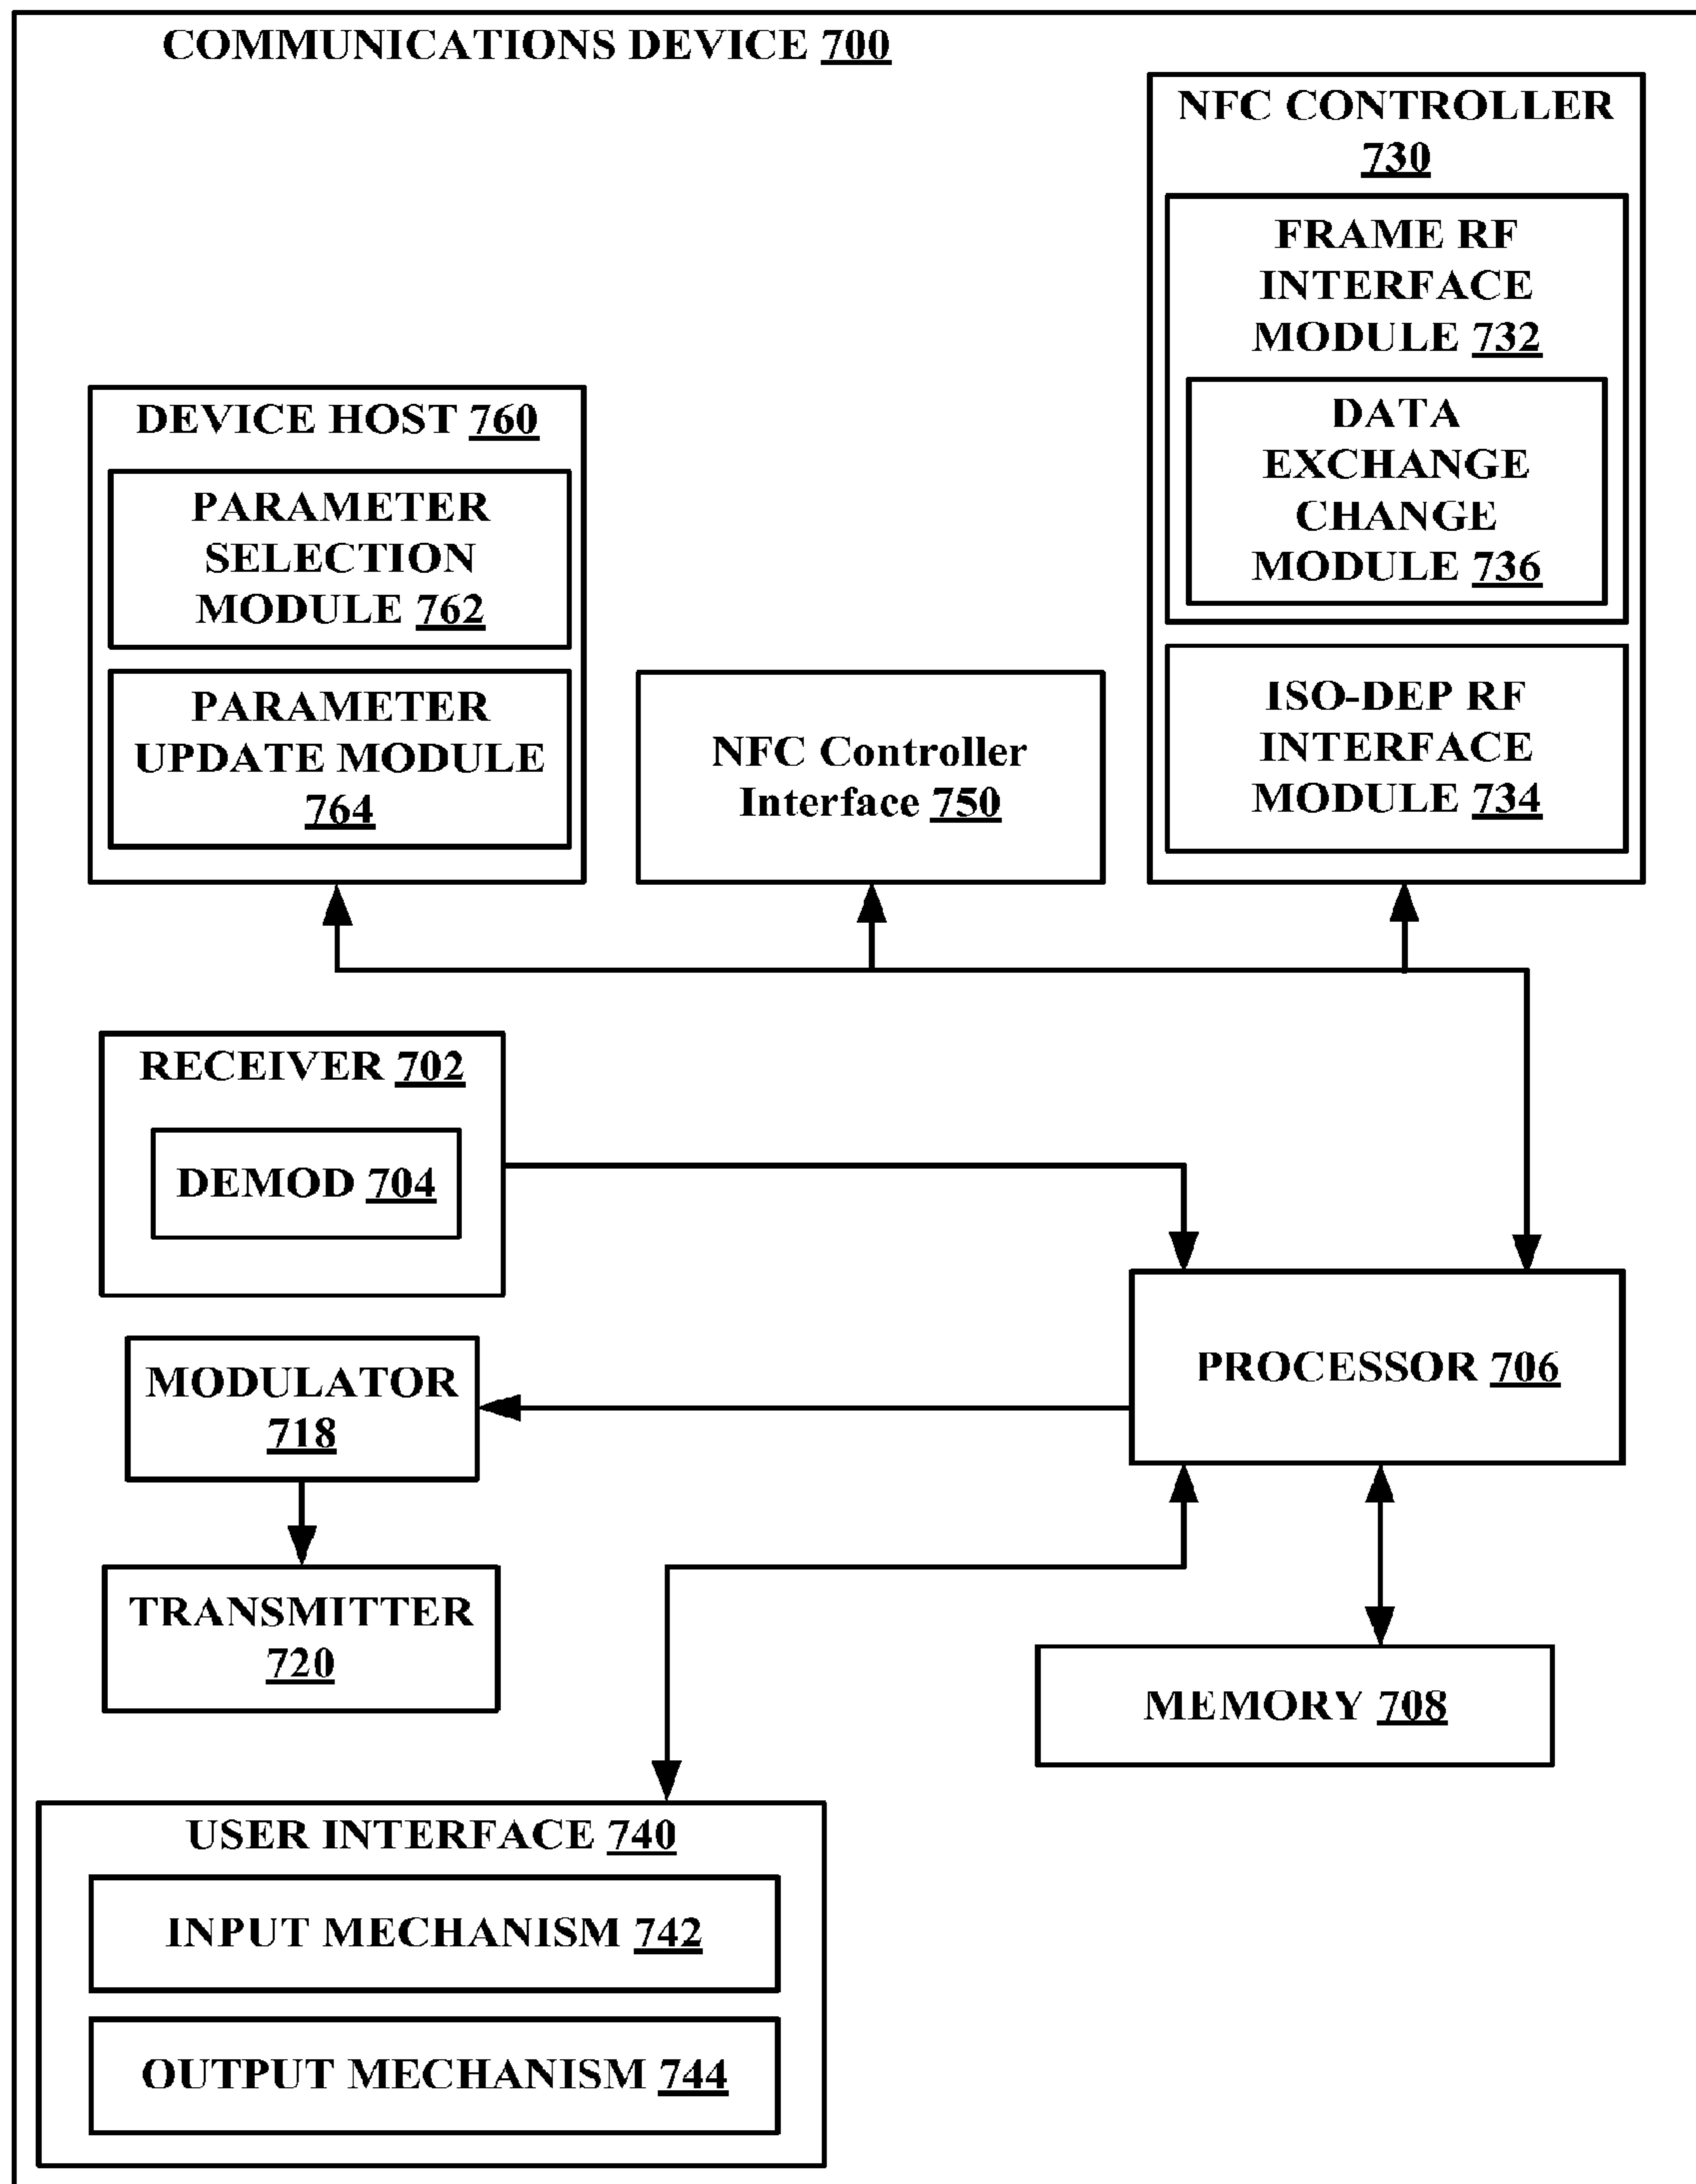 COMMUNICATIONS DEVICE 700
NFC CONTROLLER
730
FRAME RF
INTERFACE
MODULE 732
DATA
EXCHANGE
CHANGE
MODULE 736
ISO-DEP RF
INTERFACE
MODULE 734
DEVICE HOST 760
PARAMETER
SELECTION
MODULE 762
PARAMETER
UPDATE MODULE
764
NFC Controller
Interface 750
RECEIVER 702
DEMOD 704
PROCESSOR 706
MODULATOR
718
TRANSMITTER
720
MEMORY 708
USER INTERFACE 740
INPUT MECHANISM 742
OUTPUT MECHANISM 744